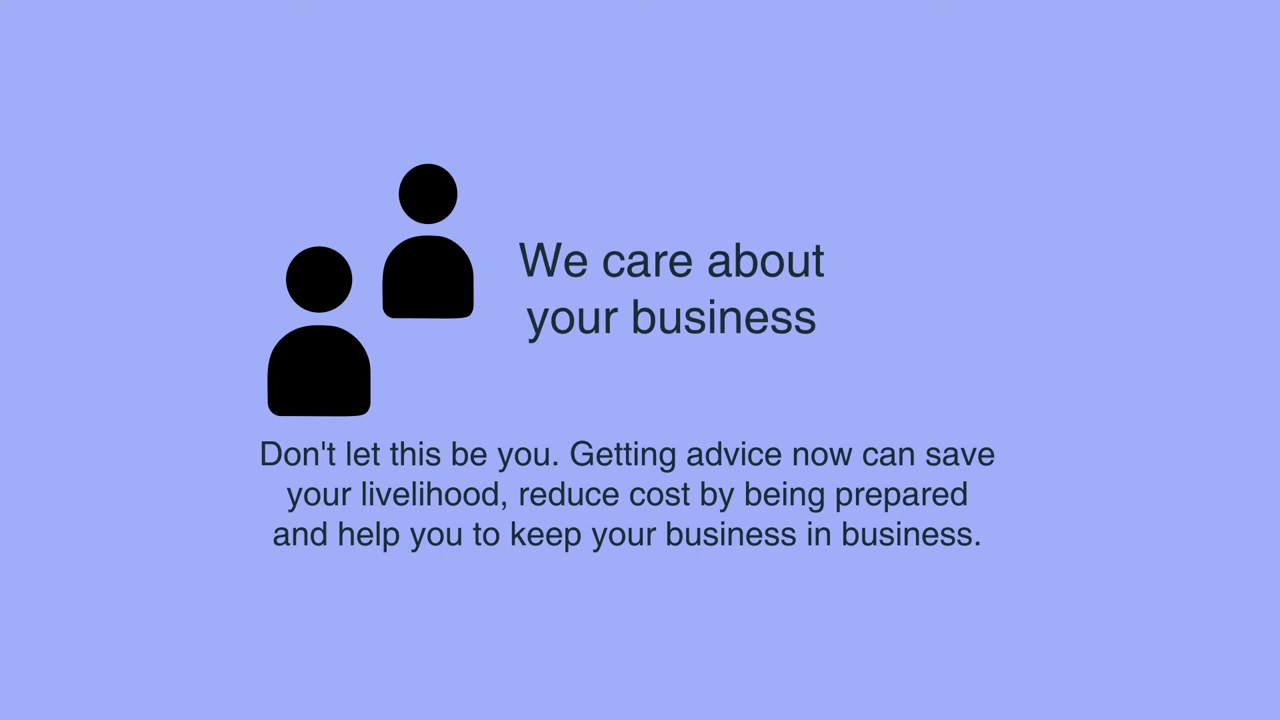 We care about
your business
Don't let this be you. Getting advice now can save
your livelihood, reduce cost by being prepared
and help you to keep your business in business.